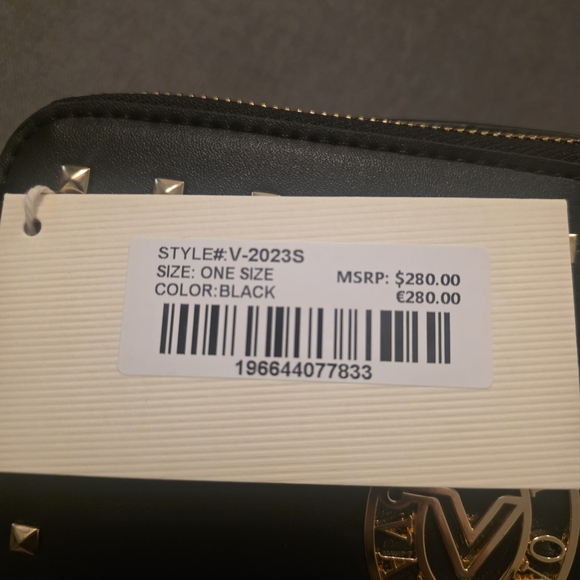 STYLE#:V-2023S
SIZE: ONE SIZE
COLOR:BLACK
MSRP: $280.00
€280.00
196644077833
V